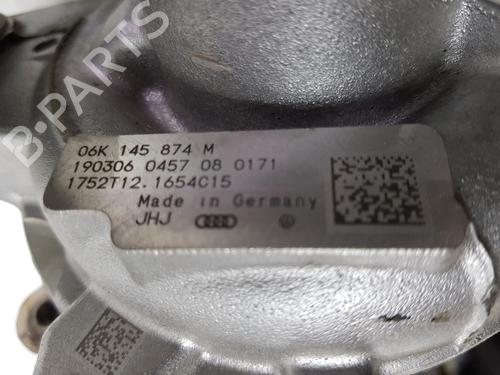 B-PARTS
06K 145 874 M
190306 0457 08 0171
1752T12.1654C15
Made in Germany
JHJ